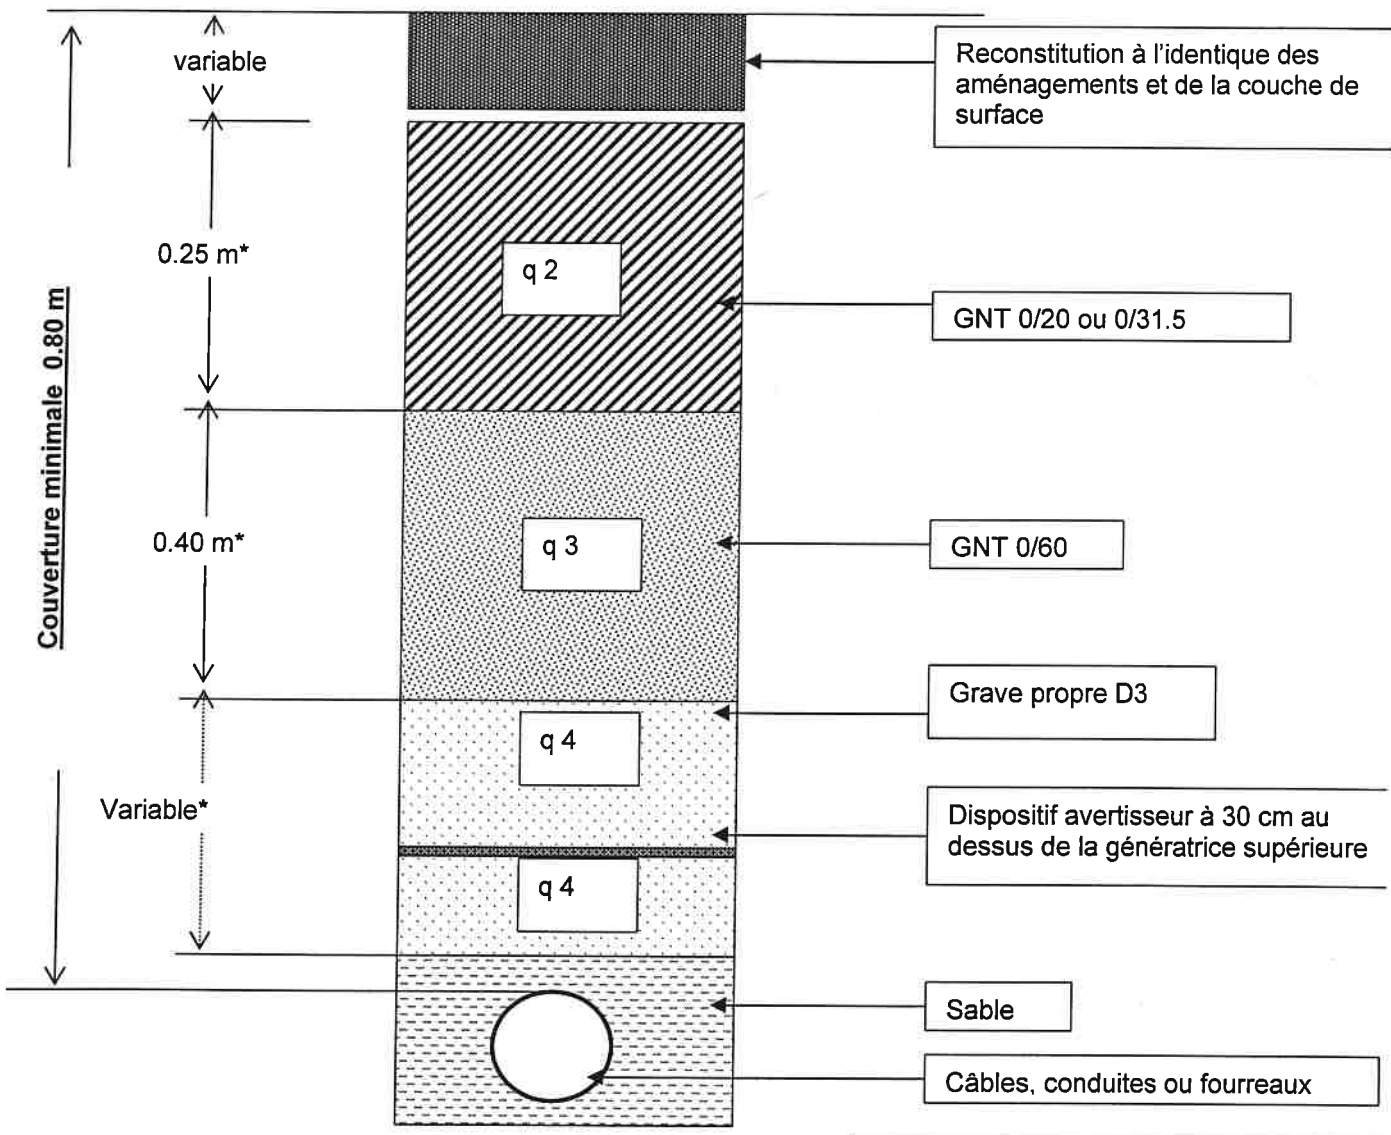 variable
Reconstitution à l'identique des
aménagements et de la couche de
surface
0.25 m*
q 2
GNT 0/20 ou 0/31.5
Couverture minimale 0.80 m
0.40 m*
q 3
GNT 0/60
Grave propre D3
q 4
Variable*
Dispositif avertisseur à 30 cm au
dessus de la génératrice supérieure
q 4
Sable
Câbles, conduites ou fourreaux